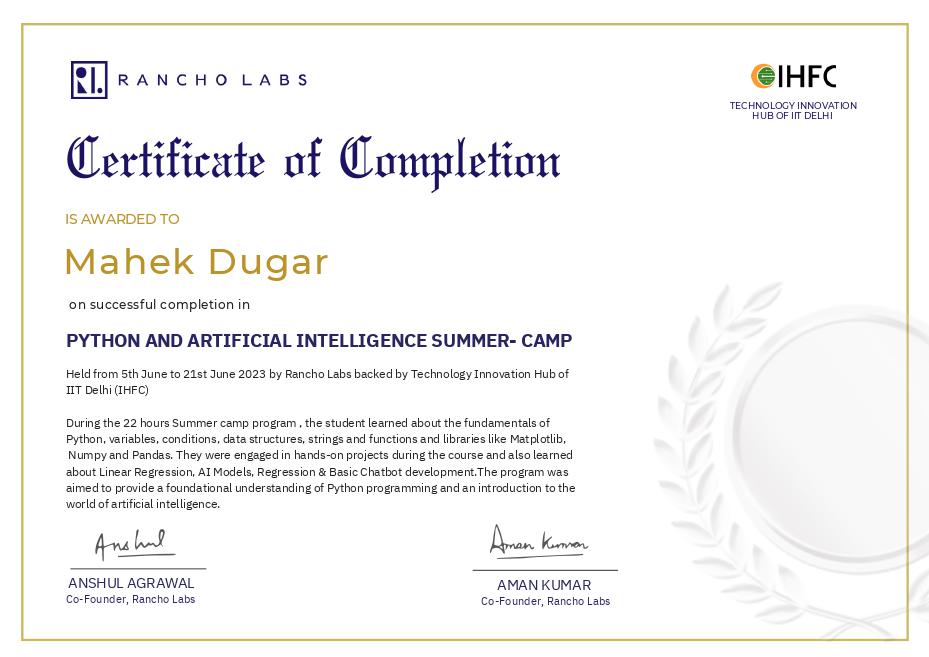 RL.
RANCHO LABS
IHFC
TECHNOLOGY INNOVATION
HUB OF IIT DELHI
Certificate of Completion
IS AWARDED TO
Mahek Dugar
on successful completion in
PYTHON AND ARTIFICIAL INTELLIGENCE SUMMER- CAMP
Held from 5th June to 21st June 2023 by Rancho Labs backed by Technology Innovation Hub of
IIT Delhi (IHFC)
During the 22 hours Summer camp program , the student learned about the fundamentals of
Python, variables, conditions, data structures, strings and functions and libraries like Matplotlib,
Numpy and Pandas. They were engaged in hands-on projects during the course and also learned
about Linear Regression, AI Models, Regression & Basic Chatbot development.The program was
aimed to provide a foundational understanding of Python programming and an introduction to the
world of artificial intelligence.
Anshul
Aman Kumar
ANSHUL AGRAWAL
Co-Founder, Rancho Labs
AMAN KUMAR
Co-Founder, Rancho Labs